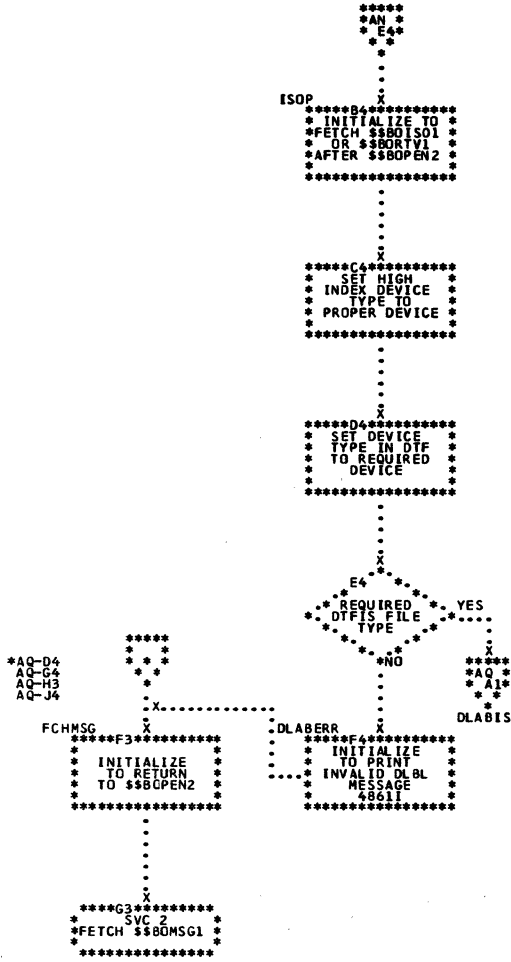 AN
E4
ISOP
B4
INITIALIZE TO
FETCH $$BOIS01
OR $$BORTV1
AFTER $$BOPEN2
C4
SET HIGH
INDEX DEVICE
TYPE TO
PROPER DEVICE
D4
SET DEVICE
TYPE IN DTF
TO REQUIRED
DEVICE
E4
REQUIRED
DTFIS FILE
TYPE
YES
*NO
AQ
A1
DLABIS
*AQ-D4
AQ-G4
AQ-H3
AQ-J4
FCHMSG
F3
INITIALIZE
TO RETURN
TO $$BOPEN2
DLABERR
F4
INITIALIZE
TO PRINT
INVALID DLBL
MESSAGE
4861I
G3
SVC 2
FETCH $$BOMSG1